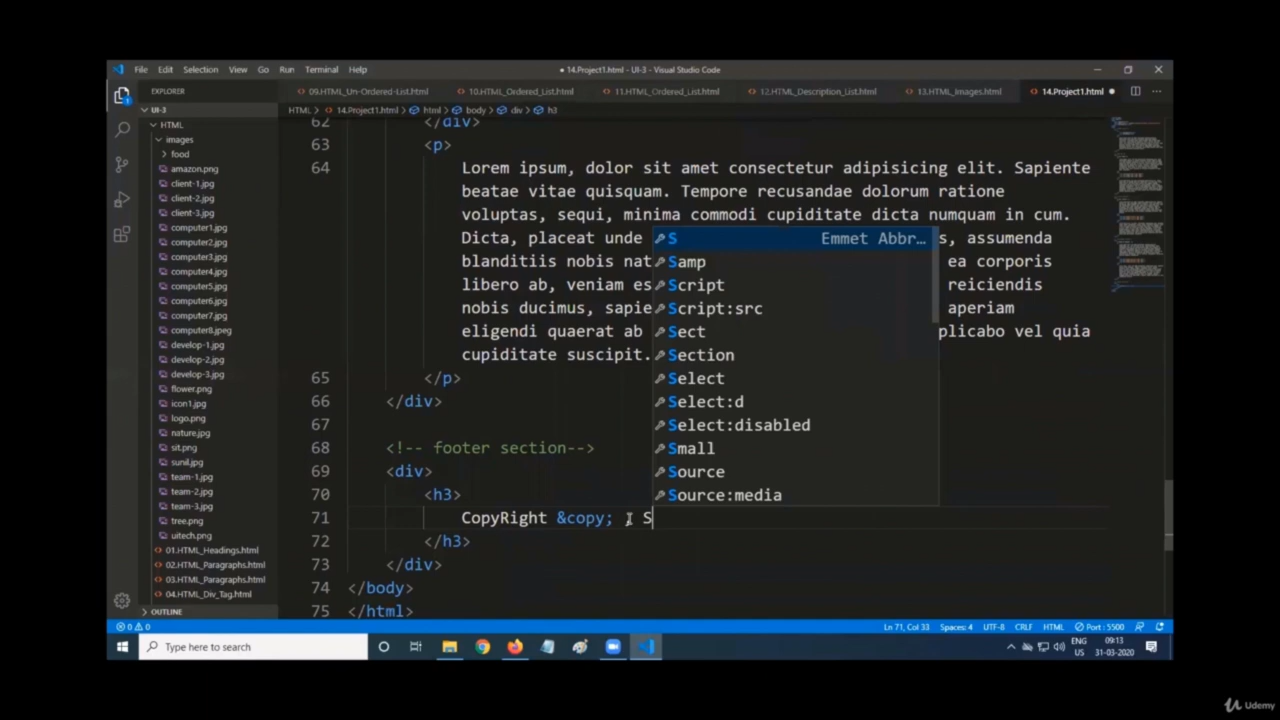 File Edit Selection View Go Run Terminal Help
● 14.Project1.html - UI-3 - Visual Studio Code
EXPLORER
09.HTML_Un-Ordered-List.html
10.HTML_Ordered_List.html
11.HTML_Ordered_List.html
12.HTML_Description_List.html
13.HTML_Images.html
14.Project1.html ●
UI-3
HTML > 14.Project1.html > html > body > div > h3
HTML
images
food
amazon.png
client-1.jpg
client-2.jpg
client-3.jpg
computer1.jpg
computer2.jpg
computer3.jpg
computer4.jpg
computer5.jpg
computer6.jpg
computer7.jpg
computer8.jpeg
develop-1.jpg
develop-2.jpg
develop-3.jpg
flower.png
icon1.jpg
logo.png
nature.jpg
sit.png
sunil.jpg
team-1.jpg
team-2.jpg
team-3.jpg
tree.png
uitech.png
01.HTML_Headings.html
02.HTML_Paragraphs.html
03.HTML_Paragraphs.html
04.HTML_Div_Tag.html
OUTLINE
62 </div>
63 <p>
64 Lorem ipsum, dolor sit amet consectetur adipisicing elit. Sapiente
beatae vitae quisquam. Tempore recusandae dolorum ratione
voluptas, sequi, minima commodi cupiditate dicta numquam in cum.
Dicta, placeat unde s, assumenda
blanditiis nobis nat ea corporis
libero ab, veniam es reiciendis
nobis ducimus, sapie aperiam
eligendi quaerat ab plicabo vel quia
cupiditate suscipit.
S Emmet Abbr...
Samp
Script
Script:src
Sect
Section
Select
Select:d
Select:disabled
Small
Source
Source:media
65 </p>
66 </div>
67
68 <!-- footer section-->
69 <div>
70 <h3>
71 CopyRight &copy; S
72 </h3>
73 </div>
74 </body>
75 </html>
0 0
Ln 71, Col 33 Spaces: 4 UTF-8 CRLF HTML Port : 5500
Type here to search
ENG
US
09:13
31-03-2020
Udemy